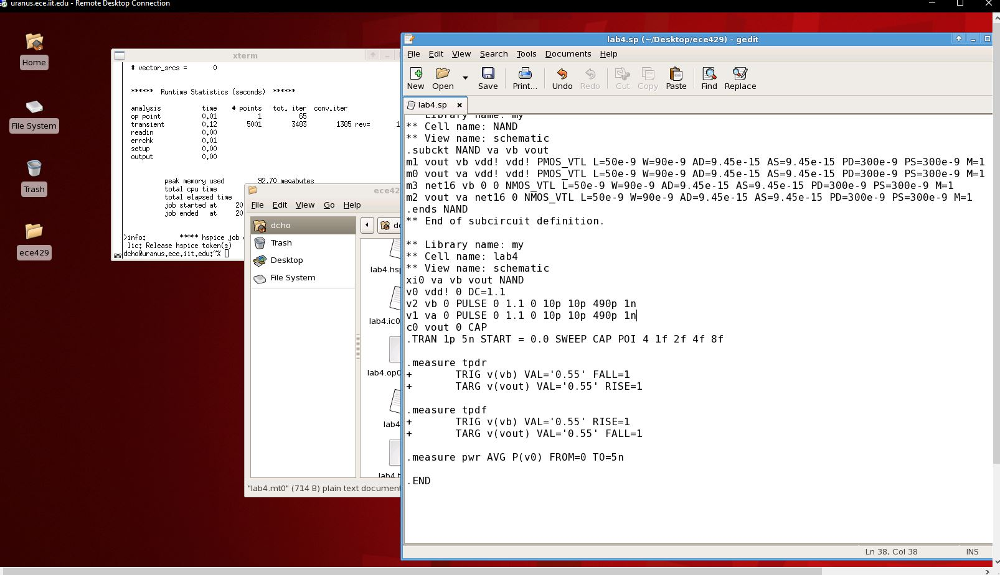 uranus.ece.iit.edu - Remote Desktop Connection
Home
File System
Trash
ece429
xterm
# vector_srcs = 0
****** Runtime Statistics (seconds) ******
analysis time # points tot. iter conv.iter
op point 0.01 1 65
transient 0.12 5001 3483 1385 rev= 1
readin 0.00
errchk 0.01
setup 0.00
output 0.00
peak memory used 92.70 megabytes
total cpu time
total elapsed time
job started at 20
job ended at 20
>info: ***** hspice job
lic: Release hspice token(s)
dcho@uranus.ece.iit.edu:~%
ece42
File Edit View Go Help
dcho
Trash
Desktop
File System
lab4.hsp
lab4.ic0
lab4.op0
lab4
lab4.t
"lab4.mt0" (714 B) plain text document
lab4.sp (~/Desktop/ece429) - gedit
File Edit View Search Tools Documents Help
New Open Save Print... Undo Redo Cut Copy Paste Find Replace
lab4.sp
Library name: my
** Cell name: NAND
** View name: schematic
.subckt NAND va vb vout
m1 vout vb vdd! vdd! PMOS_VTL L=50e-9 W=90e-9 AD=9.45e-15 AS=9.45e-15 PD=300e-9 PS=300e-9 M=1
m0 vout va vdd! vdd! PMOS_VTL L=50e-9 W=90e-9 AD=9.45e-15 AS=9.45e-15 PD=300e-9 PS=300e-9 M=1
m3 net16 vb 0 0 NMOS_VTL L=50e-9 W=90e-9 AD=9.45e-15 AS=9.45e-15 PD=300e-9 PS=300e-9 M=1
m2 vout va net16 0 NMOS_VTL L=50e-9 W=90e-9 AD=9.45e-15 AS=9.45e-15 PD=300e-9 PS=300e-9 M=1
.ends NAND
** End of subcircuit definition.
** Library name: my
** Cell name: lab4
** View name: schematic
xi0 va vb vout NAND
v0 vdd! 0 DC=1.1
v2 vb 0 PULSE 0 1.1 0 10p 10p 490p 1n
v1 va 0 PULSE 0 1.1 0 10p 10p 490p 1n
c0 vout 0 CAP
.TRAN 1p 5n START = 0.0 SWEEP CAP POI 4 1f 2f 4f 8f
.measure tpdr
+ TRIG v(vb) VAL='0.55' FALL=1
+ TARG v(vout) VAL='0.55' RISE=1
.measure tpdf
+ TRIG v(vb) VAL='0.55' RISE=1
+ TARG v(vout) VAL='0.55' FALL=1
.measure pwr AVG P(v0) FROM=0 TO=5n
.END
Ln 38, Col 38 INS